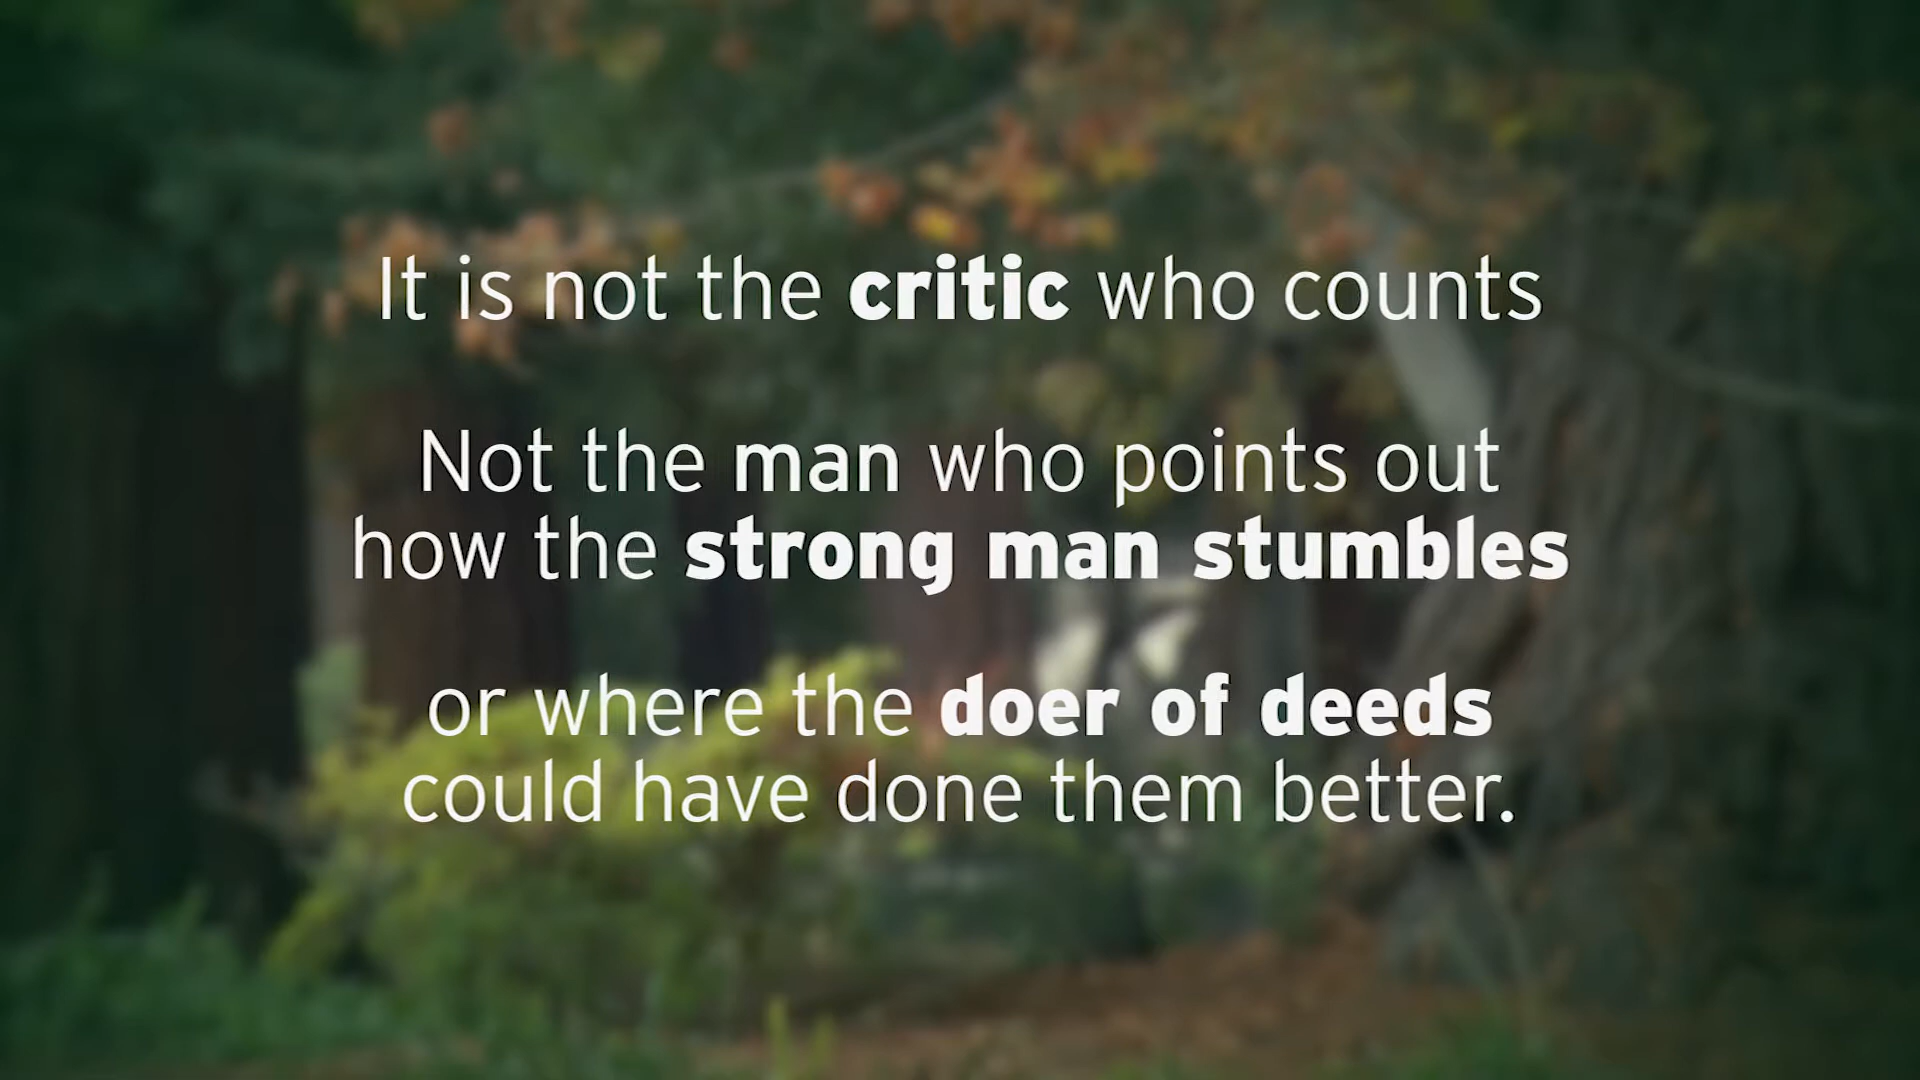 It is not the critic who counts
Not the man who points out
how the strong man stumbles
or where the doer of deeds
could have done them better.